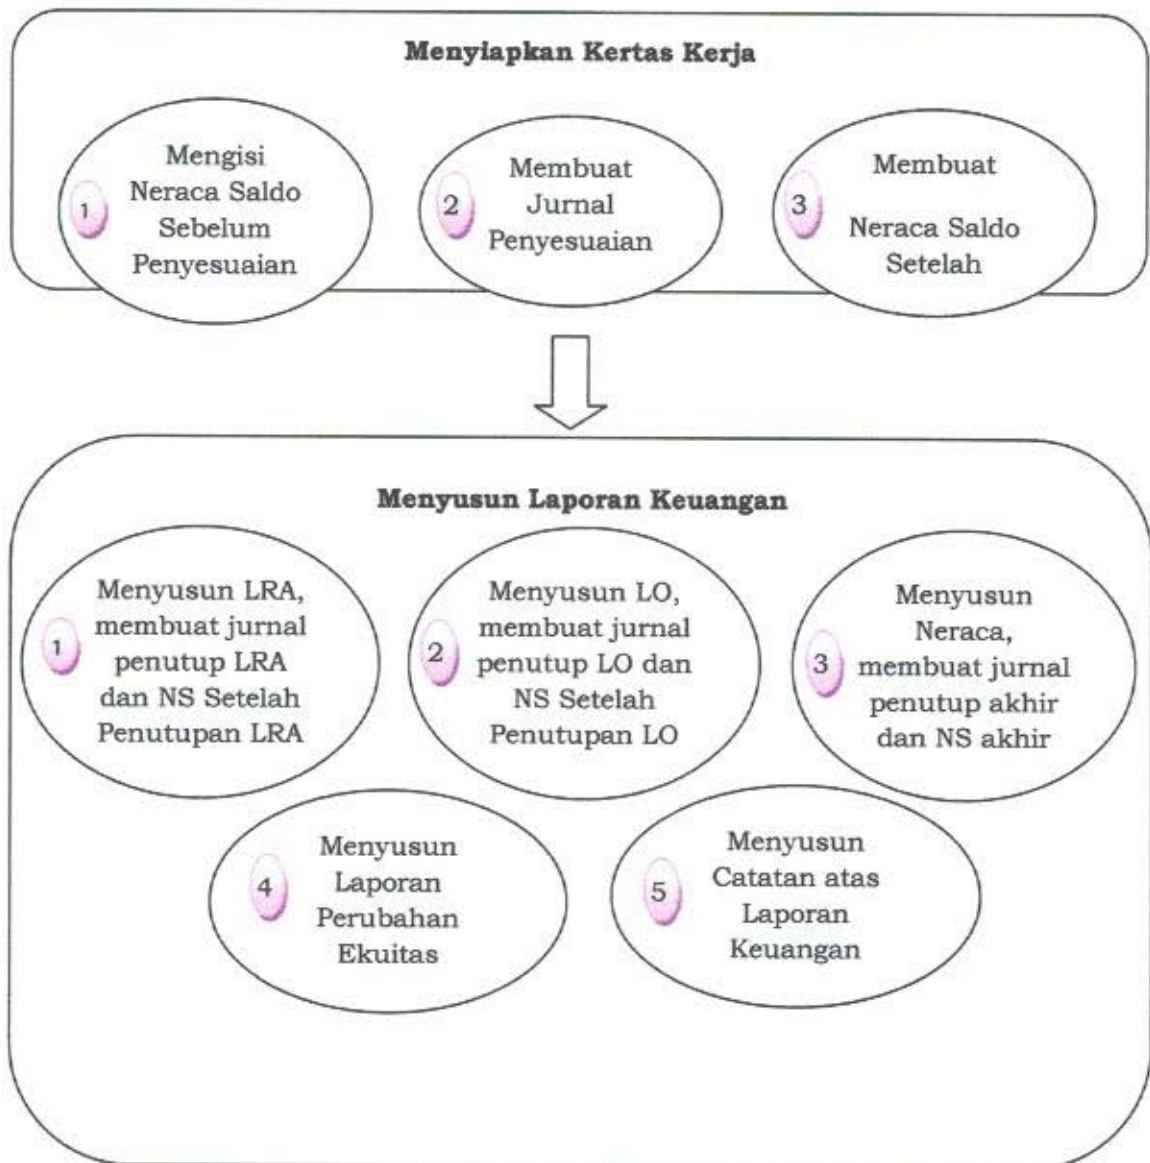 Menyiapkan Kertas Kerja
1
Mengisi
Neraca Saldo
Sebelum
Penyesuaian
2
Membuat
Jurnal
Penyesuaian
3
Membuat
Neraca Saldo
Setelah
Menyusun Laporan Keuangan
1
Menyusun LRA,
membuat jurnal
penutup LRA
dan NS Setelah
Penutupan LRA
2
Menyusun LO,
membuat jurnal
penutup LO dan
NS Setelah
Penutupan LO
3
Menyusun
Neraca,
membuat jurnal
penutup akhir
dan NS akhir
4
Menyusun
Laporan
Perubahan
Ekuitas
5
Menyusun
Catatan atas
Laporan
Keuangan